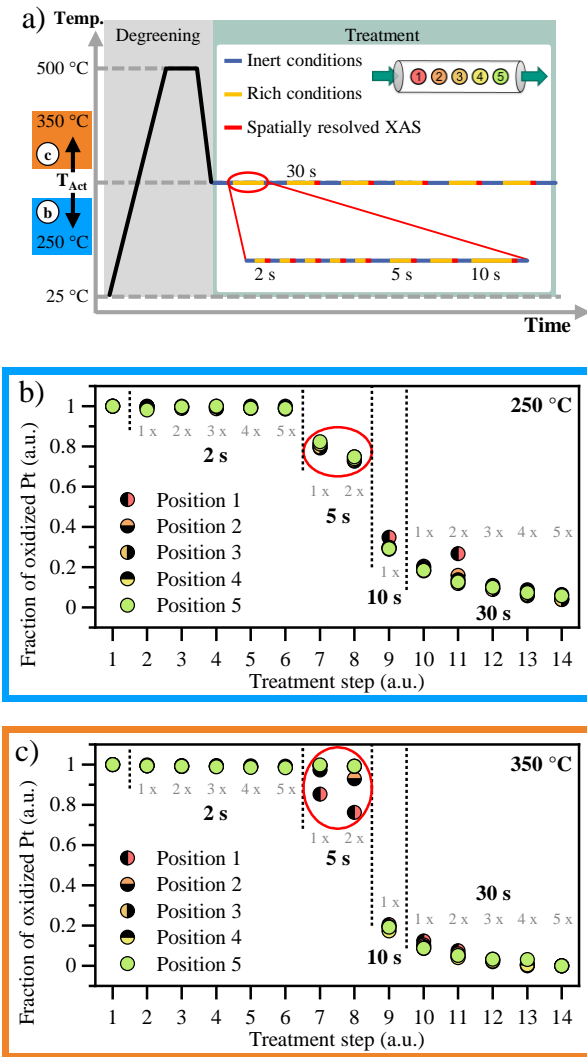 a)
Temp.
Degreening
Treatment
500 °C
Inert conditions
1 2 3 4 5
Rich conditions
350 °C
c
Spatially resolved XAS
T_Act
30 s
b
250 °C
2 s 5 s 10 s
25 °C
Time
b)
250 °C
Fraction of oxidized Pt (a.u.)
1
0.8
0.6
0.4
0.2
0
1 x 2 x 3 x 4 x 5 x
2 s
1 x 2 x
5 s
1 x
10 s
1 x 2 x 3 x 4 x 5 x
30 s
Position 1
Position 2
Position 3
Position 4
Position 5
1 2 3 4 5 6 7 8 9 10 11 12 13 14
Treatment step (a.u.)
c)
350 °C
Fraction of oxidized Pt (a.u.)
1
0.8
0.6
0.4
0.2
0
1 x 2 x 3 x 4 x 5 x
2 s
1 x 2 x
5 s
1 x
10 s
30 s
1 x 2 x 3 x 4 x 5 x
Position 1
Position 2
Position 3
Position 4
Position 5
1 2 3 4 5 6 7 8 9 10 11 12 13 14
Treatment step (a.u.)